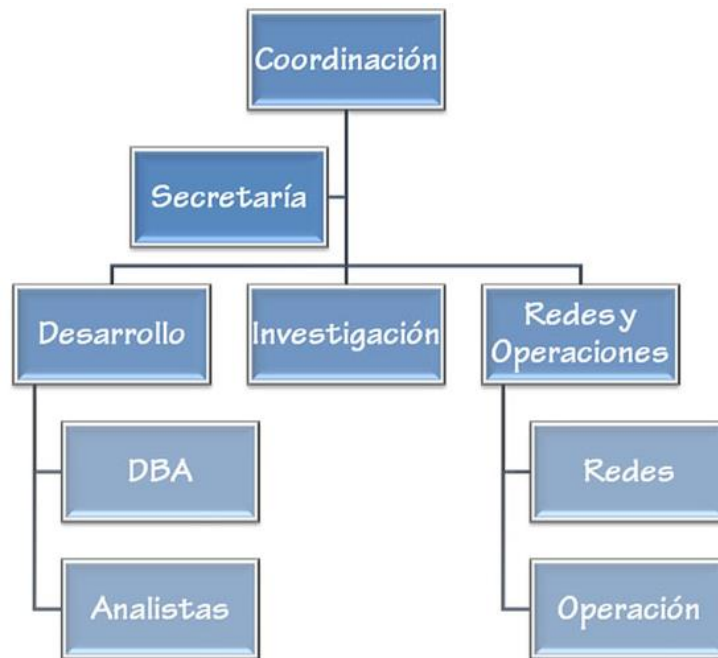 Coordinación
Secretaría
Desarrollo
Investigación
Redes y
Operaciones
DBA
Redes
Analistas
Operación